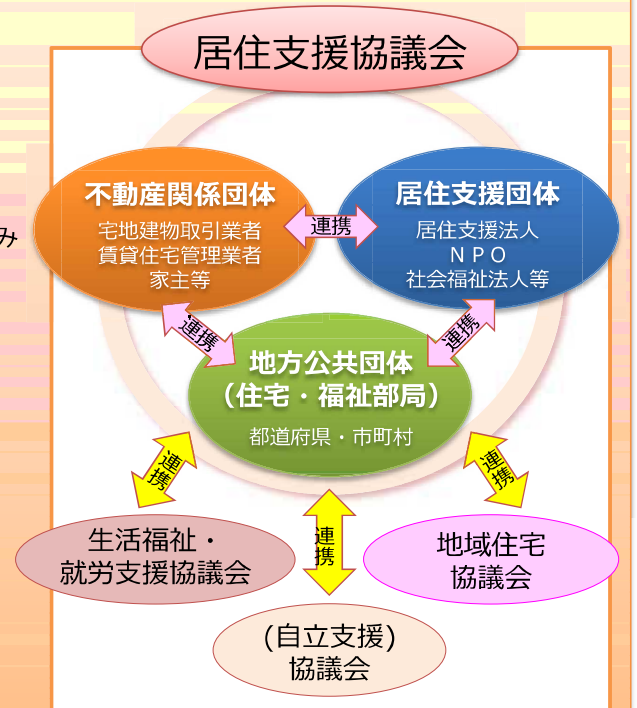 居住支援協議会
不動産関係団体
宅地建物取引業者
賃貸住宅管理業者
家主等
連携
居住支援団体
居住支援法人
ＮＰＯ
社会福祉法人等
み
連携
連携
地方公共団体
（住宅・福祉部局）
都道府県・市町村
連携
連携
連携
生活福祉・
就労支援協議会
地域住宅
協議会
(自立支援)
協議会